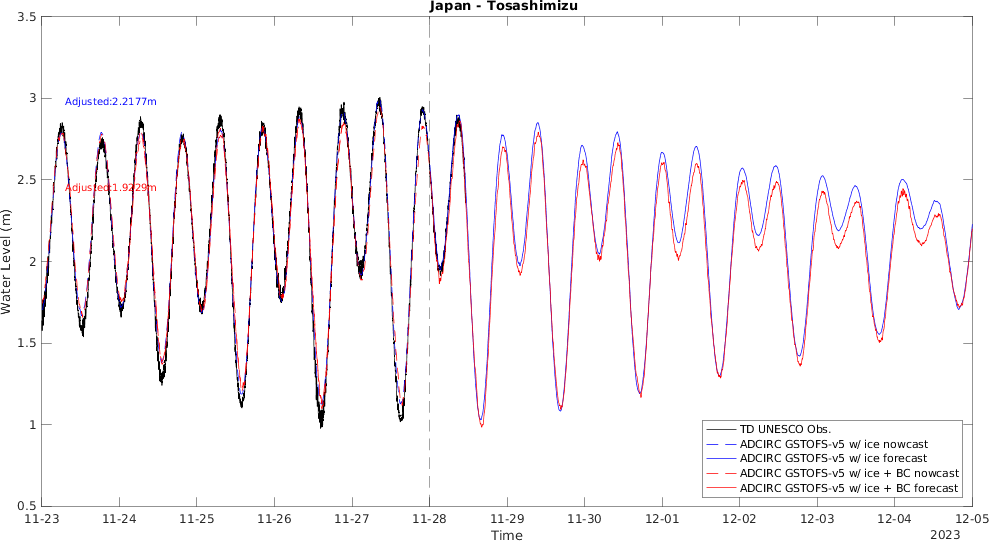 Japan - Tosashimizu
3.5
3
2.5
2
1.5
1
0.5
Water Level (m)
Adjusted:2.2177m
Adjusted:1.9229m
TD UNESCO Obs.
ADCIRC GSTOFS-v5 w/ ice nowcast
ADCIRC GSTOFS-v5 w/ ice forecast
ADCIRC GSTOFS-v5 w/ ice + BC nowcast
ADCIRC GSTOFS-v5 w/ ice + BC forecast
11-23 11-24 11-25 11-26 11-27 11-28 11-29 11-30 12-01 12-02 12-03 12-04 12-05
Time
2023